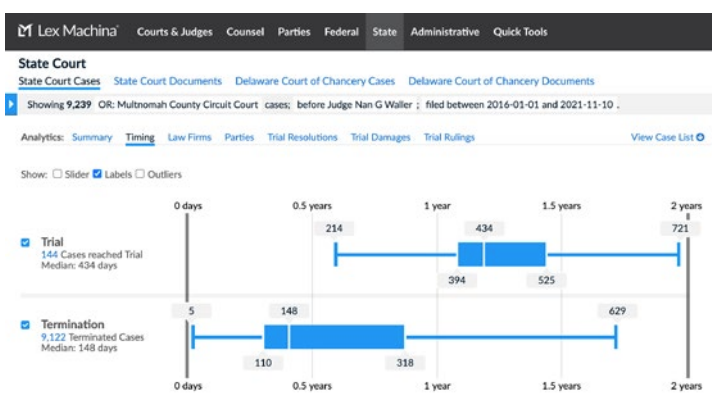 Lex Machina Courts & Judges Counsel Parties Federal State Administrative Quick Tools
State Court
State Court Cases State Court Documents Delaware Court of Chancery Cases Delaware Court of Chancery Documents
Showing 9,239 OR: Multnomah County Circuit Court cases; before Judge Nan G Waller ; filed between 2016-01-01 and 2021-11-10 .
Analytics: Summary Timing Law Firms Parties Trial Resolutions Trial Damages Trial Rulings View Case List
Show: Slider Labels Outliers
0 days 0.5 years 1 year 1.5 years 2 years
214 434 721
Trial
144 Cases reached Trial
Median: 434 days
394 525
5 148 629
Termination
9,122 Terminated Cases
Median: 148 days
110 318
0 days 0.5 years 1 year 1.5 years 2 years